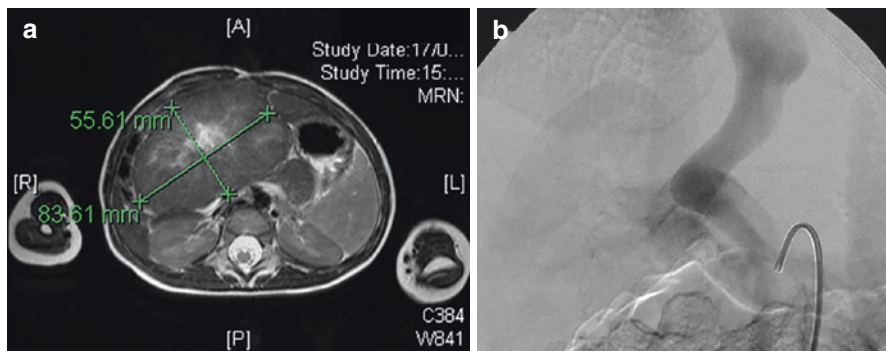 a
[A]
Study Date:17/0...
Study Time:15:...
MRN:
55.61 mm
[R]
[L]
83.61 mm
C384
W841
[P]
b